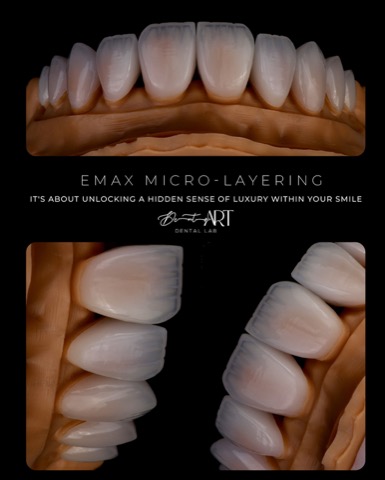 EMAX MICRO-LAYERING
IT'S ABOUT UNLOCKING A HIDDEN SENSE OF LUXURY WITHIN YOUR SMILE
ART
DENTAL LAB